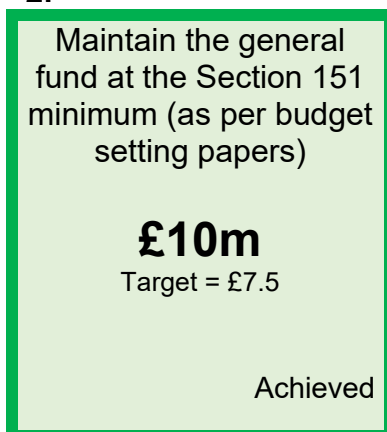 Maintain the general
fund at the Section 151
minimum (as per budget
setting papers)
£10m
Target = £7.5
Achieved